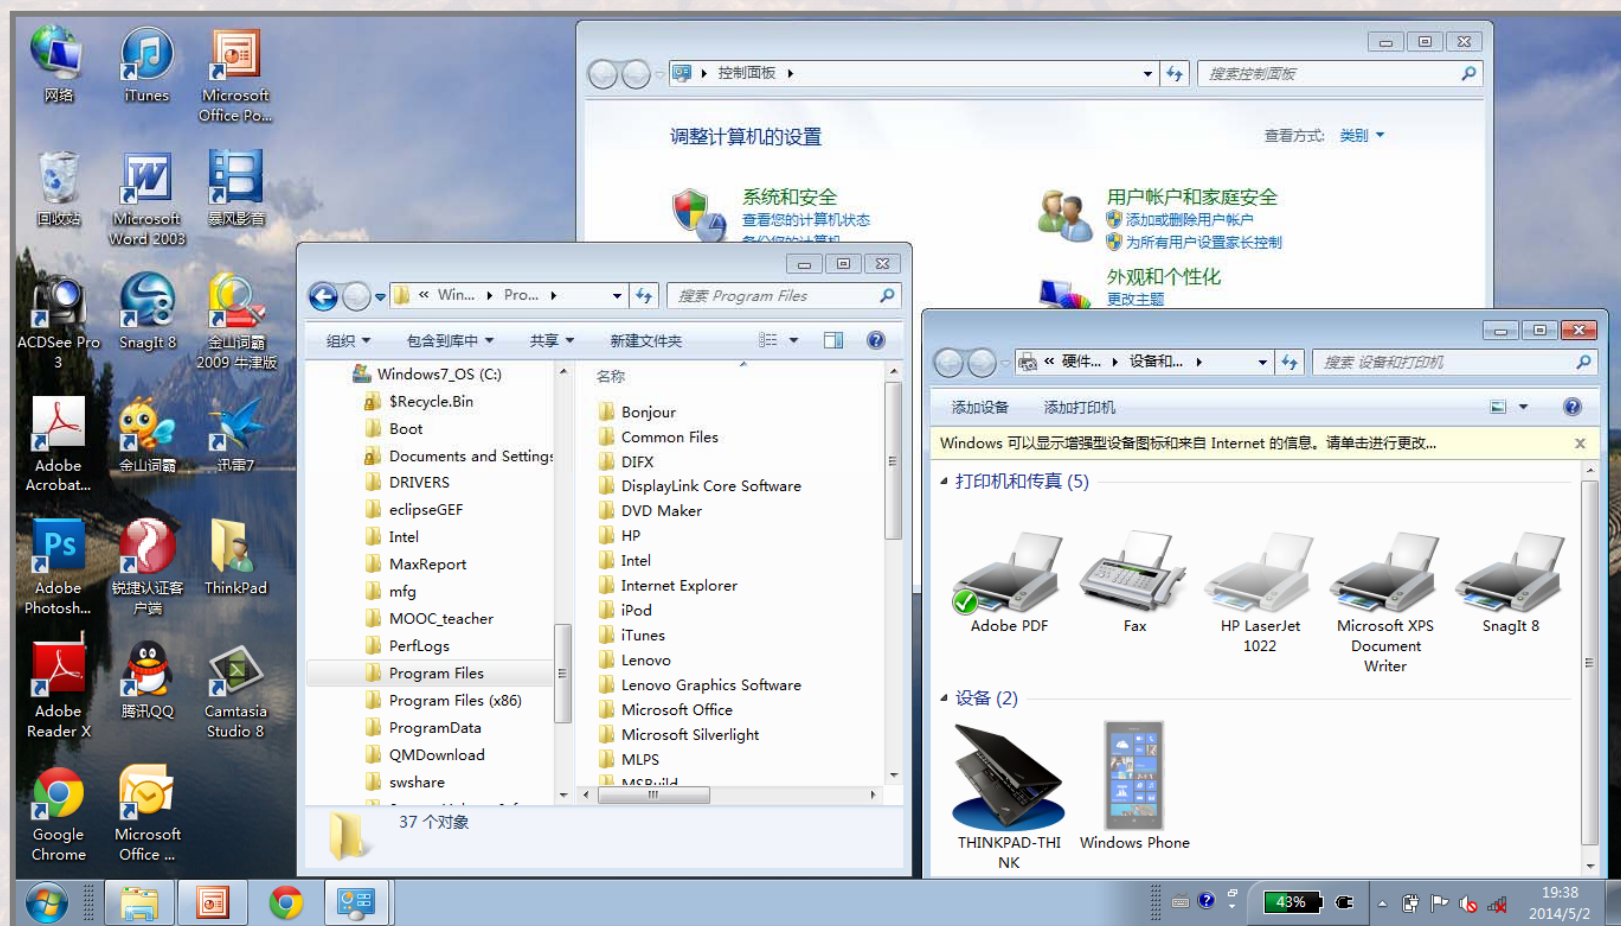 网络
iTunes
Microsoft
Office Po...
回收站
Microsoft
Word 2003
暴风影音
ACDSee Pro
3
SnagIt 8
金山词霸
2009 牛津版
Adobe
Acrobat...
金山词霸
迅雷7
Ps
Adobe
Photosh...
锐捷认证客
户端
ThinkPad
Adobe
Reader X
腾讯QQ
Camtasia
Studio 8
Google
Chrome
Microsoft
Office ...
控制面板
搜索控制面板
调整计算机的设置
查看方式: 类别
系统和安全
查看您的计算机状态
备份您的计算机
用户帐户和家庭安全
添加或删除用户帐户
为所有用户设置家长控制
外观和个性化
更改主题
« Win... Pro...
搜索 Program Files
组织 包含到库中 共享 新建文件夹
Windows7_OS (C:)
$Recycle.Bin
Boot
Documents and Settings
DRIVERS
eclipseGEF
Intel
MaxReport
mfg
MOOC_teacher
PerfLogs
Program Files
Program Files (x86)
ProgramData
QMDownload
swshare
名称
Bonjour
Common Files
DIFX
DisplayLink Core Software
DVD Maker
HP
Intel
Internet Explorer
iPod
iTunes
Lenovo
Lenovo Graphics Software
Microsoft Office
Microsoft Silverlight
MLPS
MSBuild
37 个对象
« 硬件... 设备和...
搜索 设备和打印机
添加设备 添加打印机
Windows 可以显示增强型设备图标和来自 Internet 的信息。请单击进行更改...
打印机和传真 (5)
Adobe PDF
Fax
HP LaserJet
1022
Microsoft XPS
Document
Writer
SnagIt 8
设备 (2)
THINKPAD-THI
NK
Windows Phone
43%
19:38
2014/5/2